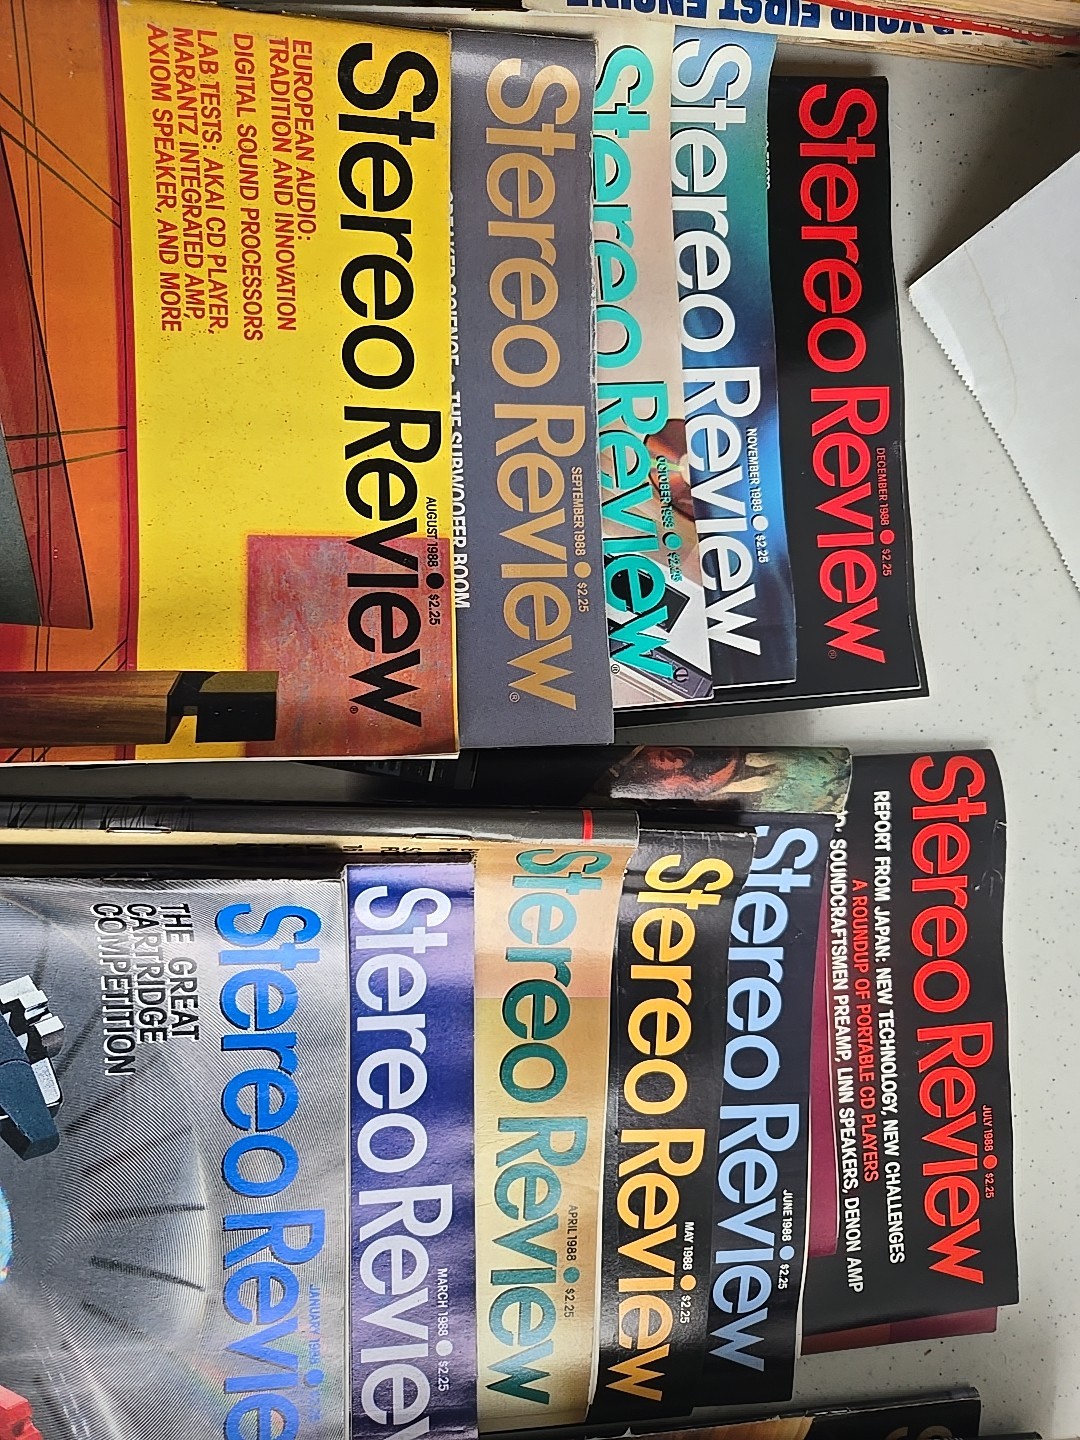 YOUR FIRST ENGINE
Stereo Review
DECEMBER 1988 ● $2.25
Stereo Review
NOVEMBER 1988 ● $2.25
Stereo Review
OCTOBER 1988 ● $2.25
Stereo Review
SEPTEMBER 1988 ● $2.25
THE SUBWOOFER BOOM
Stereo Review
AUGUST 1988 ● $2.25
EUROPEAN AUDIO:
TRADITION AND INNOVATION
DIGITAL SOUND PROCESSORS
LAB TESTS: AKAI CD PLAYER,
MARANTZ INTEGRATED AMP,
AXIOM SPEAKER, AND MORE
Stereo Review
JULY 1988 ● $2.25
REPORT FROM JAPAN: NEW TECHNOLOGY, NEW CHALLENGES
A ROUNDUP OF PORTABLE CD PLAYERS
SOUNDCRAFTSMEN PREAMP, LINN SPEAKERS, DENON AMP
Stereo Review
JUNE 1988 ● $2.25
Stereo Review
MAY 1988 ● $2.25
Stereo Review
APRIL 1988 ● $2.25
Stereo Review
MARCH 1988 ● $2.25
Stereo Review
JANUARY 1988
THE GREAT
CARTRIDGE
COMPETITION